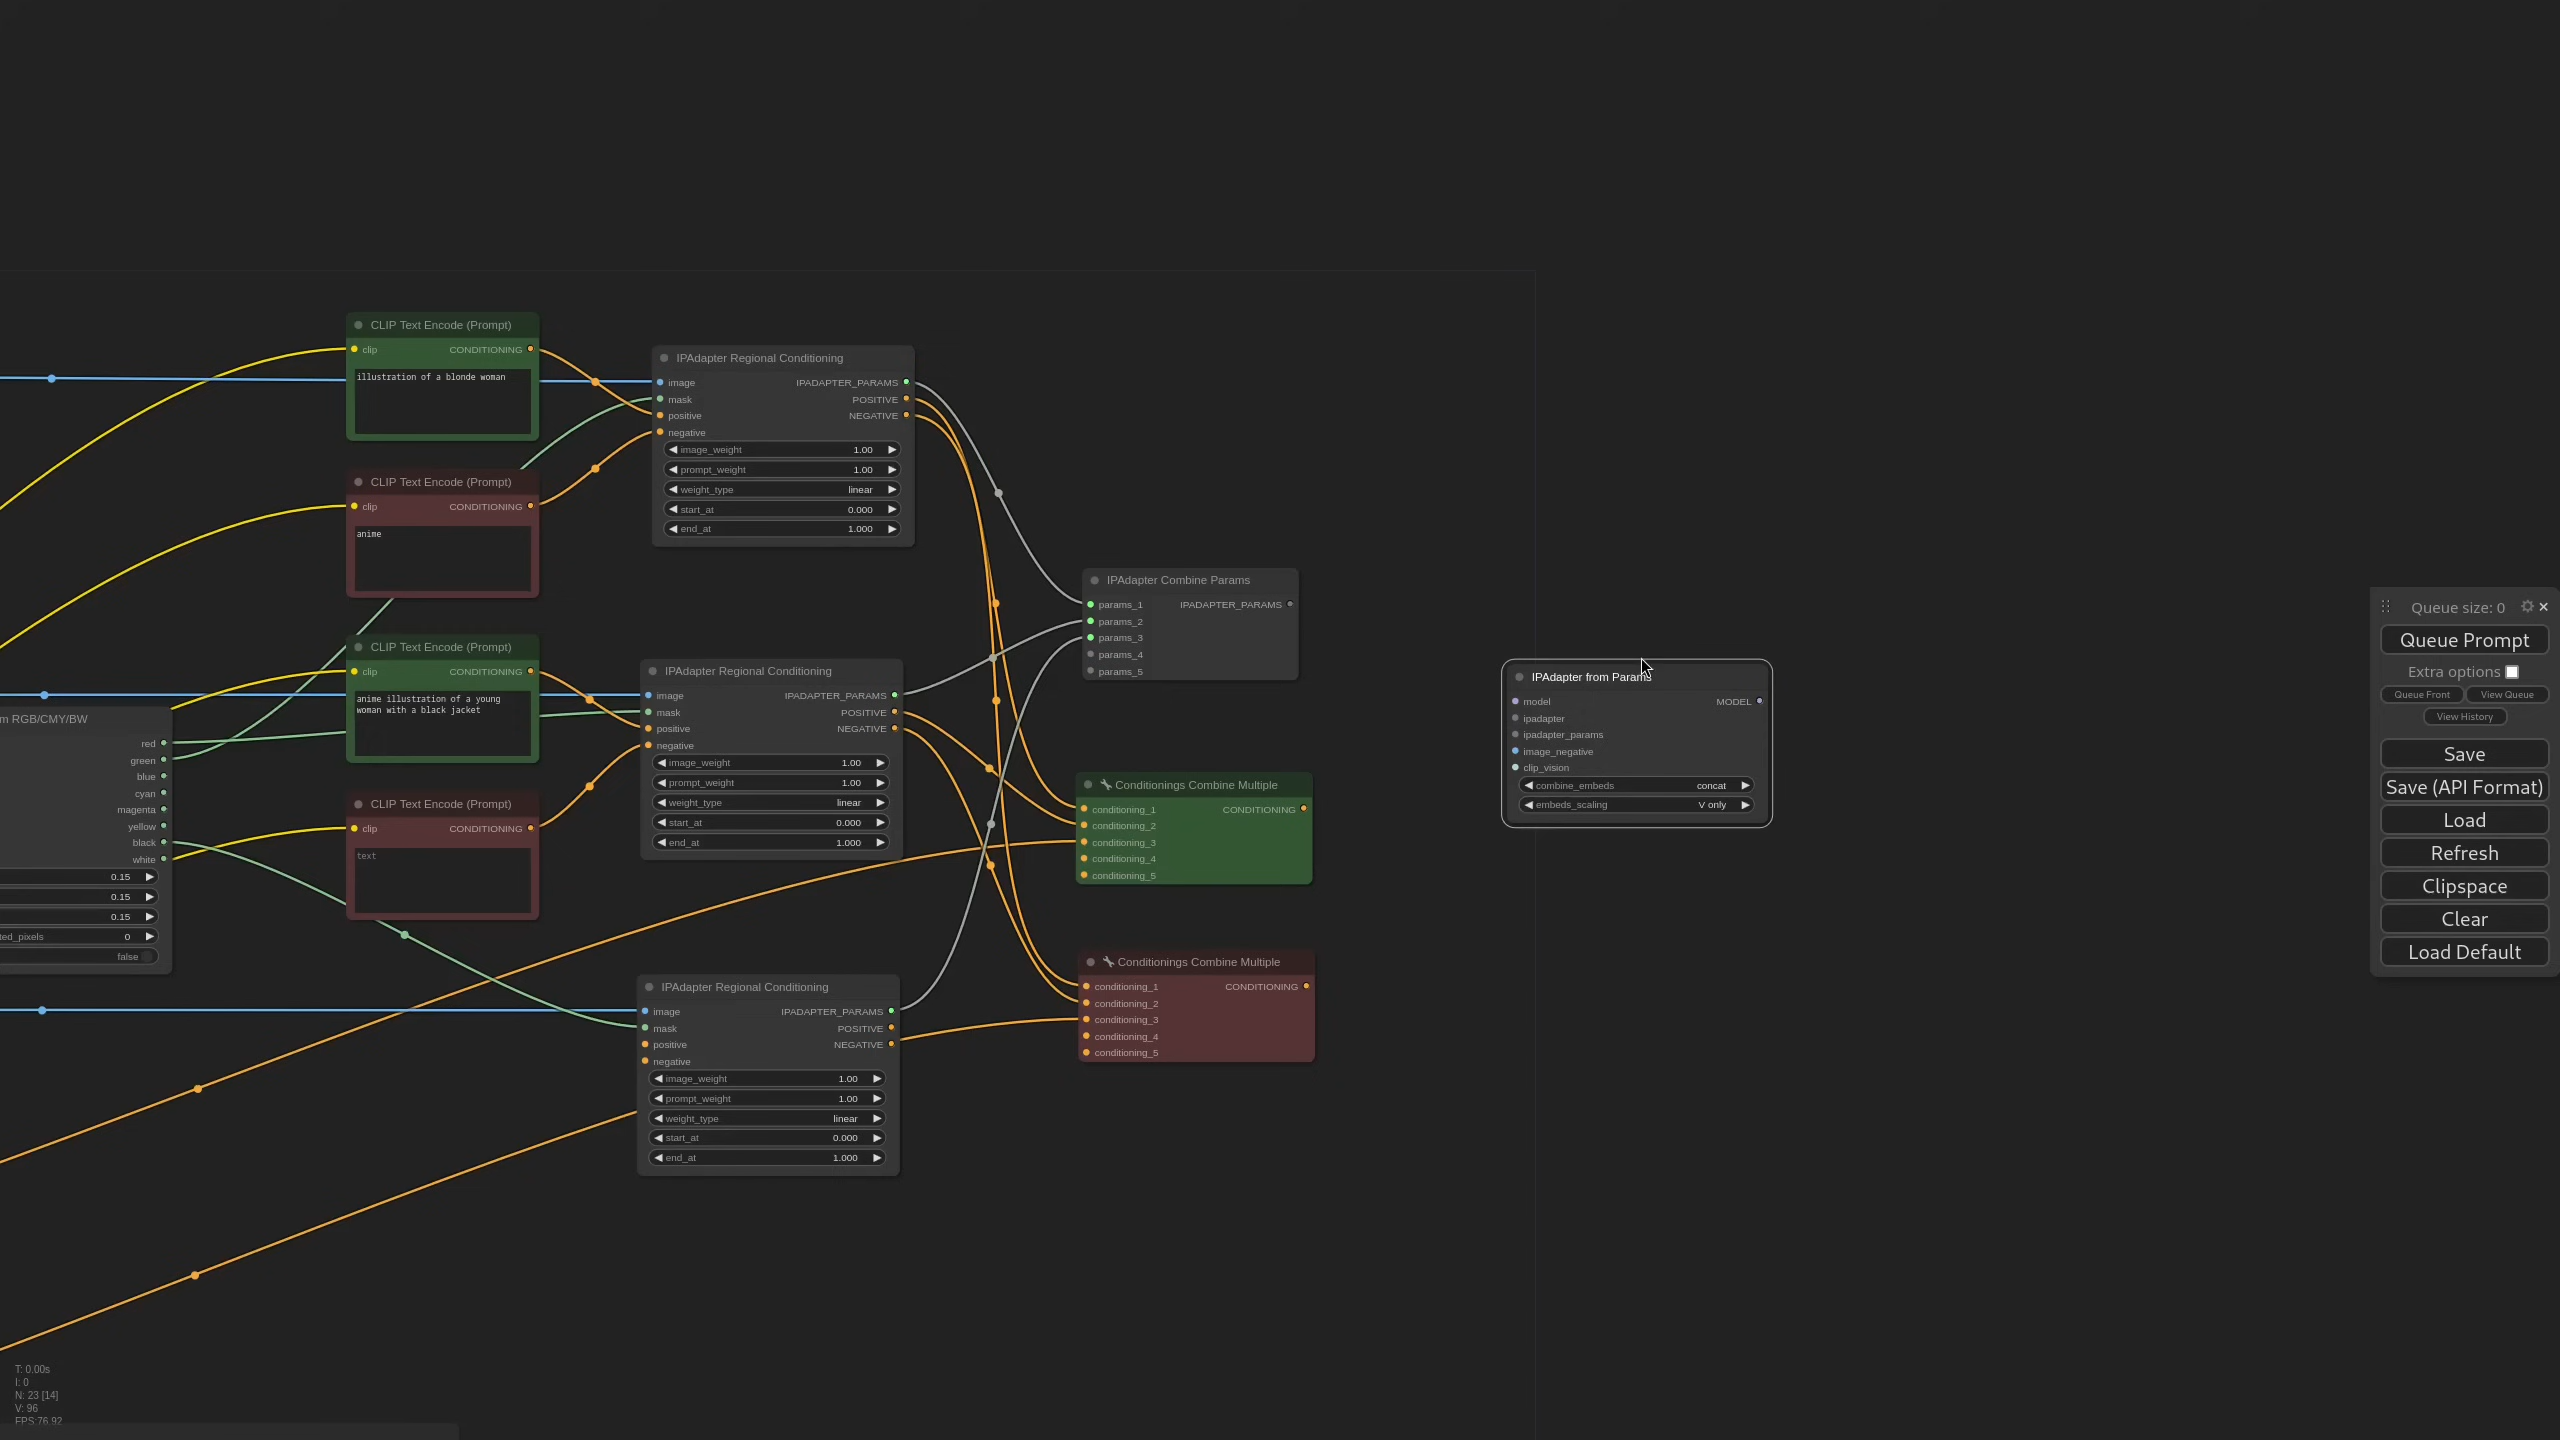 CLIP Text Encode (Prompt)
clip CONDITIONING
illustration of a blonde woman
CLIP Text Encode (Prompt)
clip CONDITIONING
anime
CLIP Text Encode (Prompt)
clip CONDITIONING
anime illustration of a young
woman with a black jacket
CLIP Text Encode (Prompt)
clip CONDITIONING
text
m RGB/CMY/BW
red
green
blue
cyan
magenta
yellow
black
white
0.15
0.15
0.15
ted_pixels 0
false
IPAdapter Regional Conditioning
image IPADAPTER_PARAMS
mask POSITIVE
positive NEGATIVE
negative
image_weight 1.00
prompt_weight 1.00
weight_type linear
start_at 0.000
end_at 1.000
IPAdapter Regional Conditioning
image IPADAPTER_PARAMS
mask POSITIVE
positive NEGATIVE
negative
image_weight 1.00
prompt_weight 1.00
weight_type linear
start_at 0.000
end_at 1.000
IPAdapter Regional Conditioning
image IPADAPTER_PARAMS
mask POSITIVE
positive NEGATIVE
negative
image_weight 1.00
prompt_weight 1.00
weight_type linear
start_at 0.000
end_at 1.000
IPAdapter Combine Params
params_1 IPADAPTER_PARAMS
params_2
params_3
params_4
params_5
Conditionings Combine Multiple
conditioning_1 CONDITIONING
conditioning_2
conditioning_3
conditioning_4
conditioning_5
Conditionings Combine Multiple
conditioning_1 CONDITIONING
conditioning_2
conditioning_3
conditioning_4
conditioning_5
IPAdapter from Params
model MODEL
ipadapter
ipadapter_params
image_negative
clip_vision
combine_embeds concat
embeds_scaling V only
Queue size: 0
Queue Prompt
Extra options
Queue Front View Queue
View History
Save
Save (API Format)
Load
Refresh
Clipspace
Clear
Load Default
T: 0.00s
I: 0
N: 23 [14]
V: 96
FPS:76.92